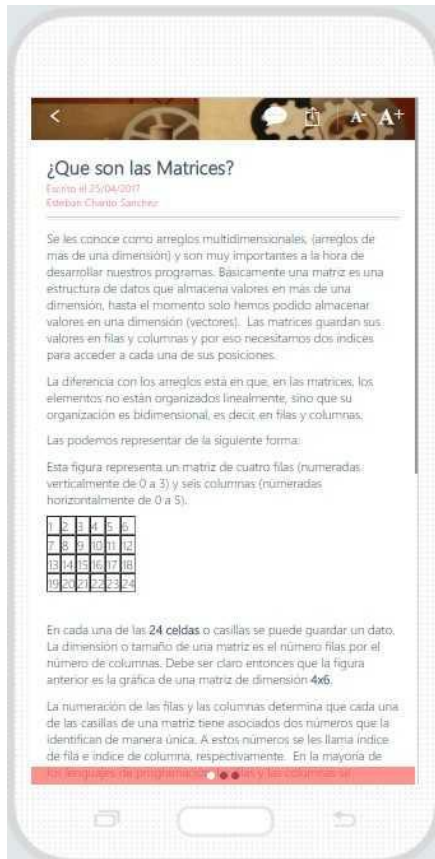 A- A+
¿Que son las Matrices?
Escrito el 25/04/2017
Esteban Chanto Sanchez
Se les conoce como arreglos multidimensionales, (arreglos de
más de una dimensión) y son muy importantes a la hora de
desarrollar nuestros programas. Básicamente una matriz es una
estructura de datos que almacena valores en más de una
dimensión, hasta el momento solo hemos podido almacenar
valores en una dimensión (vectores). Las matrices guardan sus
valores en filas y columnas y por eso necesitamos dos índices
para acceder a cada una de sus posiciones.
La diferencia con los arreglos está en que, en las matrices, los
elementos no están organizados linealmente, sino que su
organización es bidimensional, es decir, en filas y columnas.
Las podemos representar de la siguiente forma:
Esta figura representa un matriz de cuatro filas (numeradas
verticalmente de 0 a 3) y seis columnas (numeradas
horizontalmente de 0 a 5).
1 2 3 4 5 6
7 8 9 10 11 12
13 14 15 16 17 18
19 20 21 22 23 24
En cada una de las 24 celdas o casillas se puede guardar un dato.
La dimensión o tamaño de una matriz es el número filas por el
número de columnas. Debe ser claro entonces que la figura
anterior es la gráfica de una matriz de dimensión 4x6.
La numeración de las filas y las columnas determina que cada una
de las casillas de una matriz tiene asociados dos números que la
identifican de manera única. A estos números se les llama índice
de fila e índice de columna, respectivamente. En la mayoría de
los lenguajes de programación, las filas y las columnas se